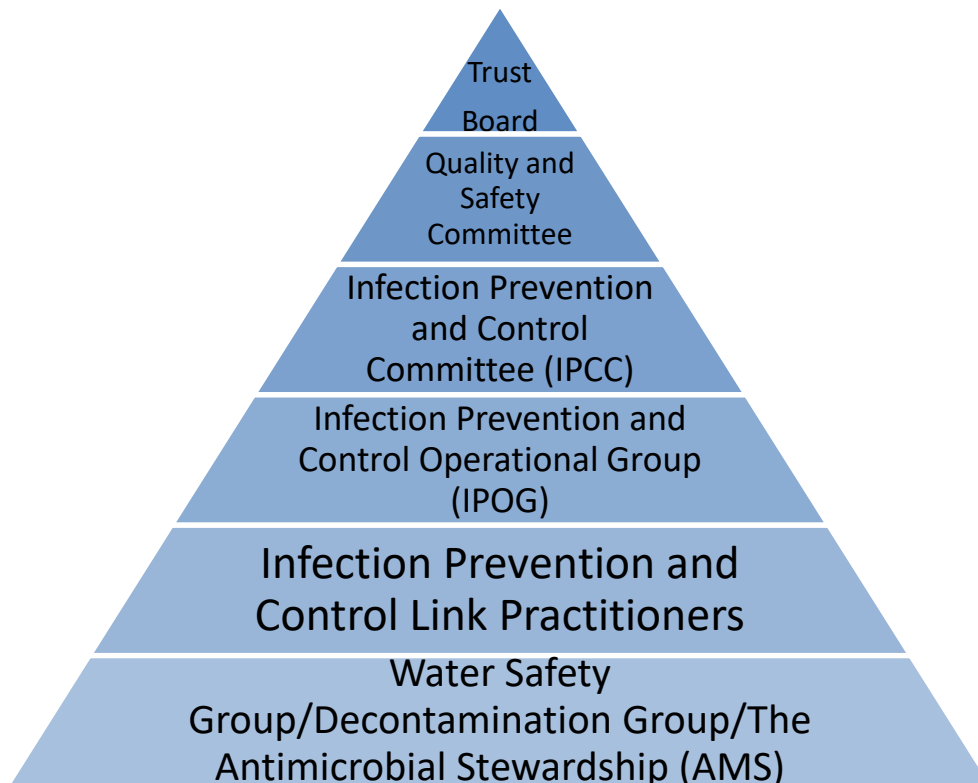 Trust
Board
Quality and
Safety
Committee
Infection Prevention
and Control
Committee (IPCC)
Infection Prevention and
Control Operational Group
(IPOG)
Infection Prevention and
Control Link Practitioners
Water Safety
Group/Decontamination Group/The
Antimicrobial Stewardship (AMS)